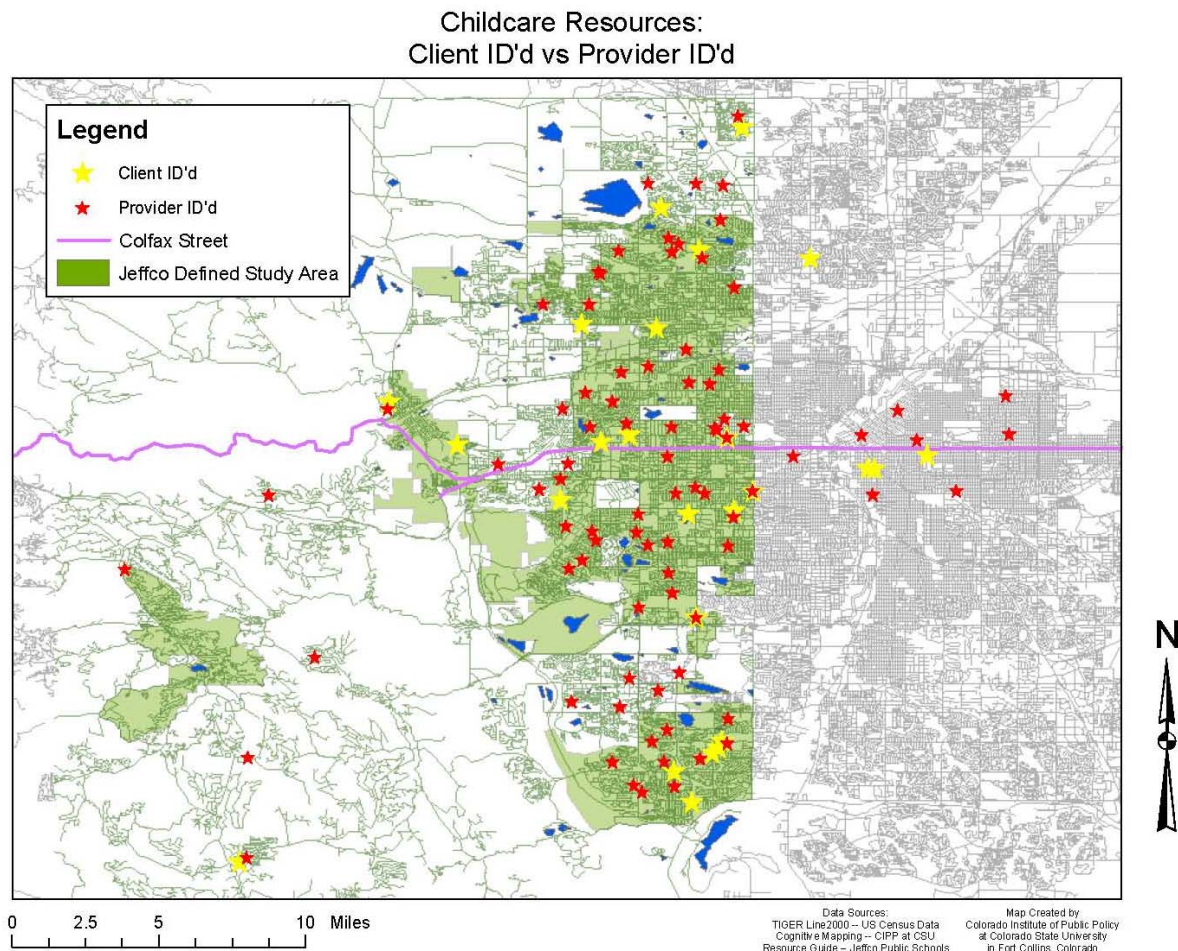 Childcare Resources:
Client ID'd vs Provider ID'd
Legend
Client ID'd
Provider ID'd
Colfax Street
Jeffco Defined Study Area
N
0 2.5 5 10 Miles
Data Sources:
TIGER Line2000 -- US Census Data
Cognitive Mapping -- CIPP at CSU
Resource Guide -- Jeffco Public Schools
Map Created by
Colorado Institute of Public Policy
at Colorado State University
in Fort Collins, Colorado